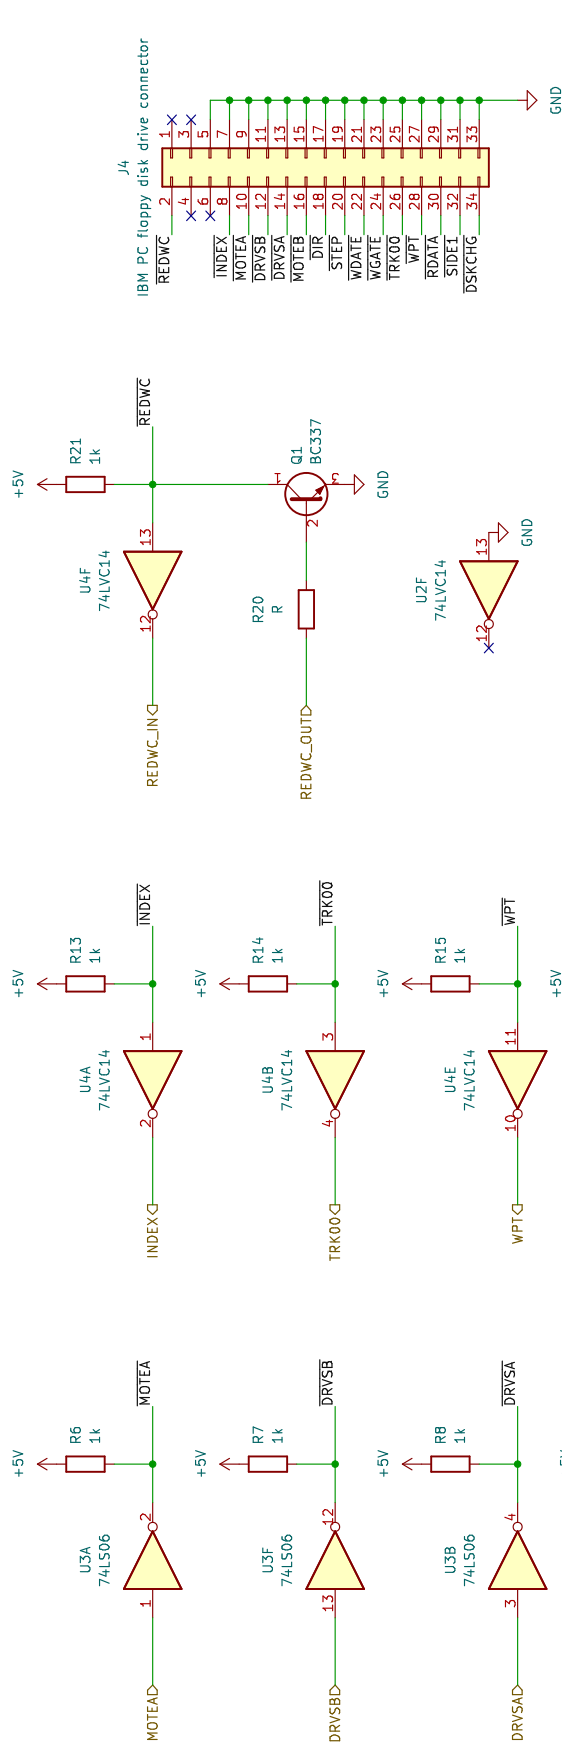 IBM PC floppy disk drive connector
J4
1
3
5
7
9
11
13
15
17
19
21
23
25
27
29
31
33
GND
2
4
6
8
10
12
14
16
18
20
22
24
26
28
30
32
34
REDWC
INDEX
MOTEA
DRVSB
DRVSA
MOTEB
DIR
STEP
WDATE
WGATE
TRK00
WPT
RDATA
SIDE1
DSKCHG
+5V
R21
1k
REDWC
U4F
74LVC14
13
12
REDWC_IN
Q1
BC337
1
2
3
GND
R20
R
REDWC_OUT
U2F
74LVC14
13
12
GND
+5V
R13
1k
INDEX
U4A
74LVC14
1
2
INDEX
+5V
R14
1k
TRK00
U4B
74LVC14
3
4
TRK00
+5V
R15
1k
WPT
U4E
74LVC14
11
10
WPT
+5V
+5V
R6
1k
MOTEA
U3A
74LS06
2
1
MOTEA
+5V
R7
1k
DRVSB
U3F
74LS06
12
13
DRVSB
+5V
R8
1k
DRVSA
U3B
74LS06
4
3
DRVSA